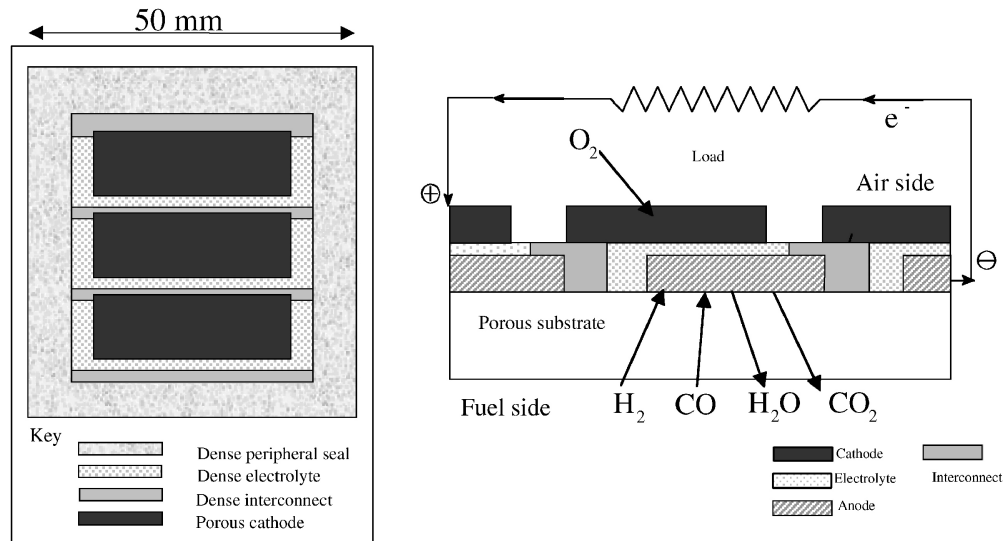 50 mm
Key
Dense peripheral seal
Dense electrolyte
Dense interconnect
Porous cathode
e -
O2
Load
Air side
⊕
⊖
Porous substrate
Fuel side
H2 CO H2O CO2
Cathode
Interconnect
Electrolyte
Anode